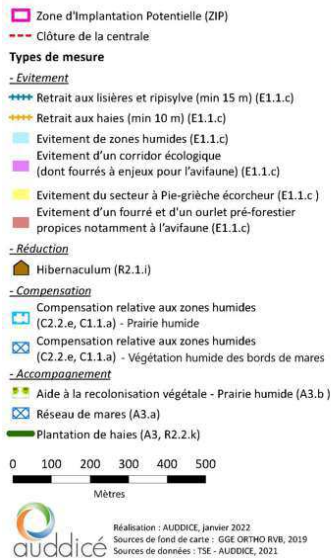 Zone d'Implantation Potentielle (ZIP)
Clôture de la centrale
Types de mesure
- Evitement
Retrait aux lisières et ripisylve (min 15 m) (E1.1.c)
Retrait aux haies (min 10 m) (E1.1.c)
Evitement de zones humides (E1.1.c)
Evitement d'un corridor écologique
(dont fourrés à enjeux pour l'avifaune) (E1.1.c)
Evitement du secteur à Pie-grièche écorcheur (E1.1.c )
Evitement d'un fourré et d'un ourlet pré-forestier
propices notamment à l'avifaune (E1.1.c)
- Réduction
Hibernaculum (R2.1.i)
- Compensation
Compensation relative aux zones humides
(C2.2.e, C1.1.a) - Prairie humide
Compensation relative aux zones humides
(C2.2.e, C1.1.a) - Végétation humide des bords de mares
- Accompagnement
Aide à la recolonisation végétale - Prairie humide (A3.b )
Réseau de mares (A3.a)
Plantation de haies (A3, R2.2.k)
0 100 200 300 400 500
Mètres
auddicé
Réalisation : AUDDICE, janvier 2022
Sources de fond de carte : GGE ORTHO RVB, 2019
Sources de données : TSE - AUDDICE, 2021